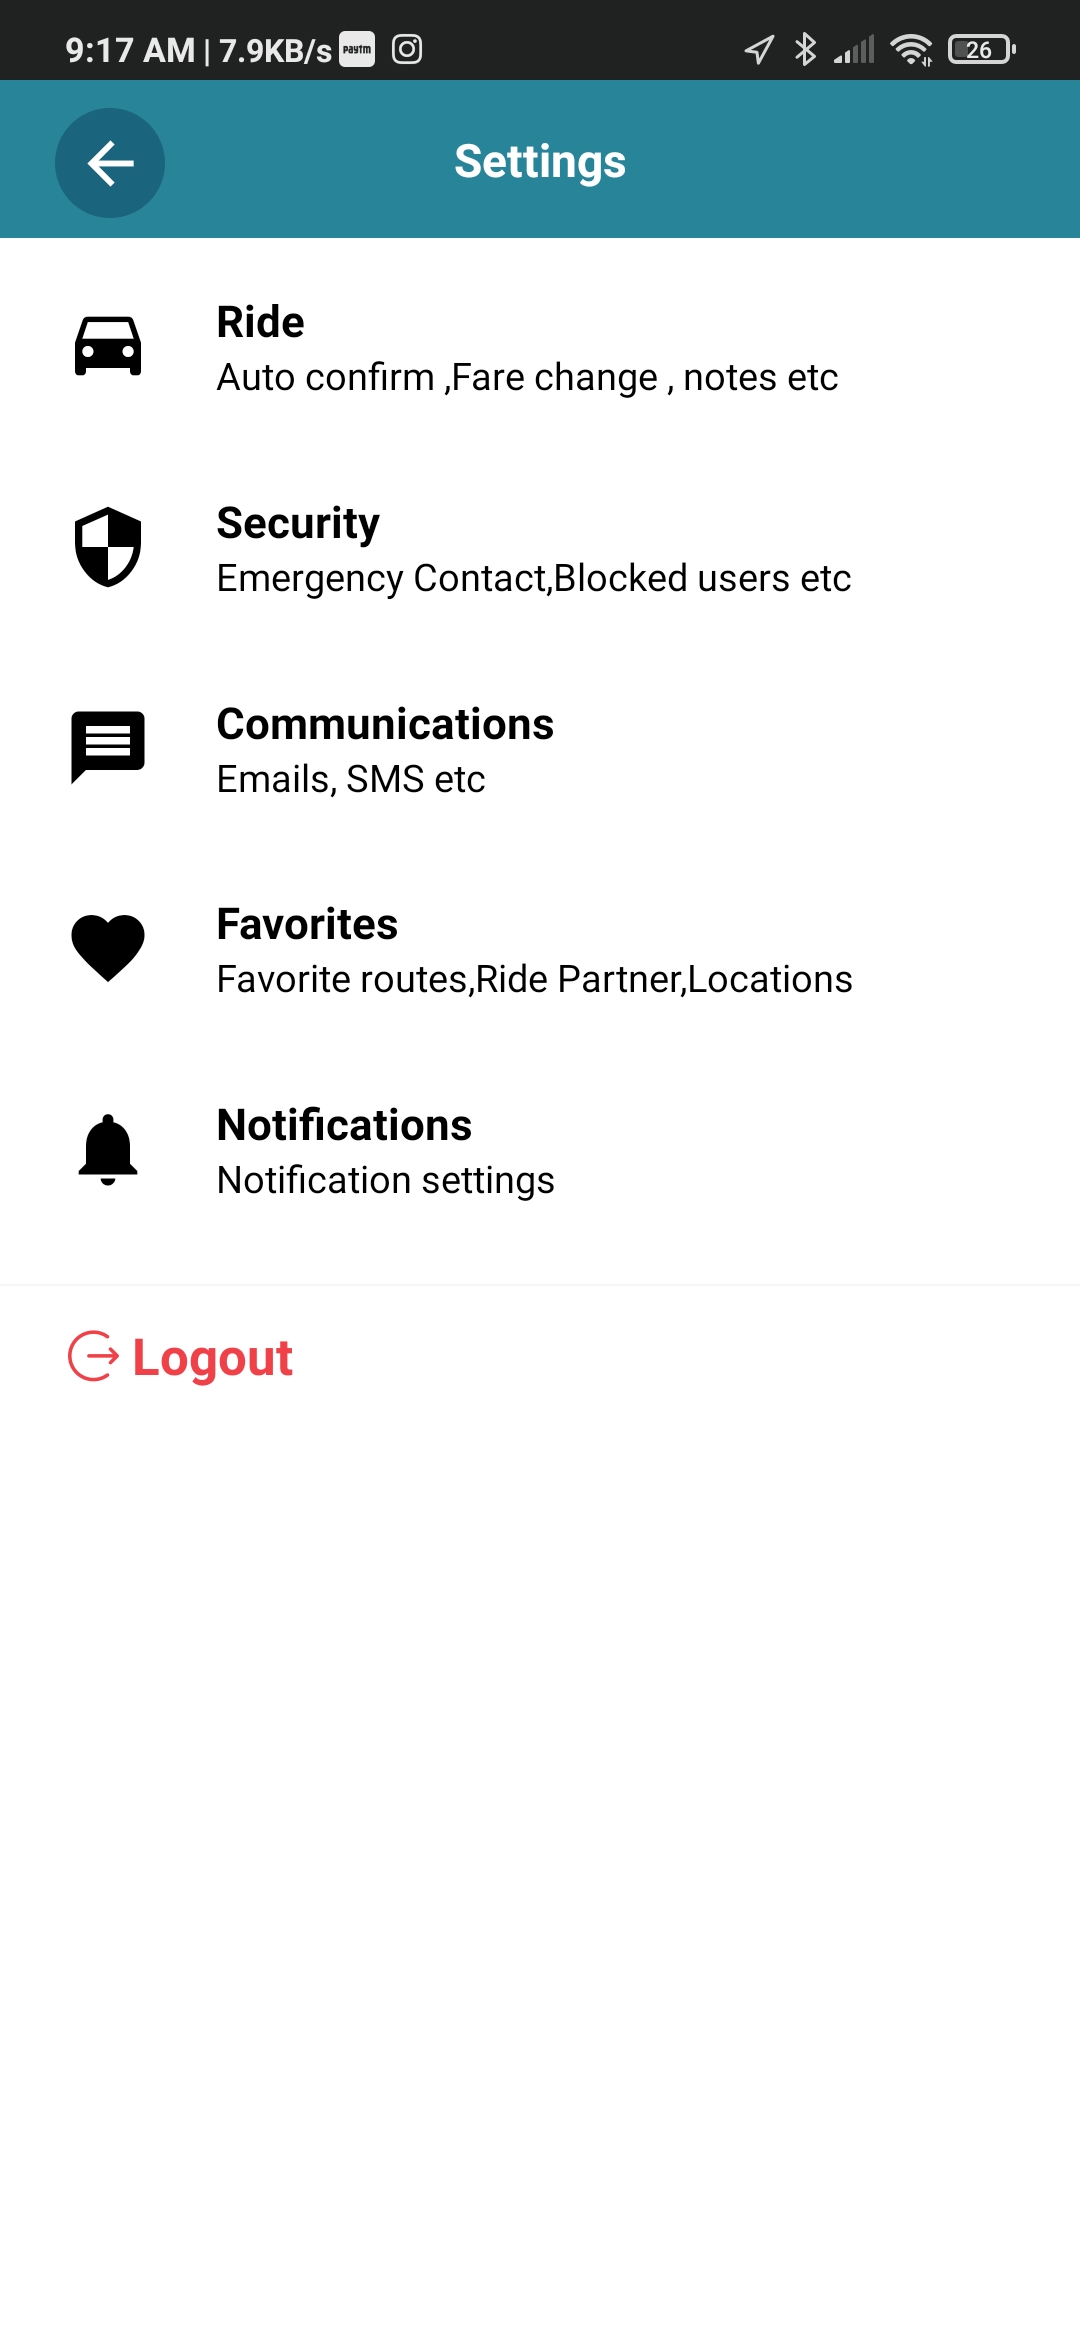 9:17 AM | 7.9KB/s paytm 26
Settings
Ride
Auto confirm ,Fare change , notes etc
Security
Emergency Contact,Blocked users etc
Communications
Emails, SMS etc
Favorites
Favorite routes,Ride Partner,Locations
Notifications
Notification settings
Logout